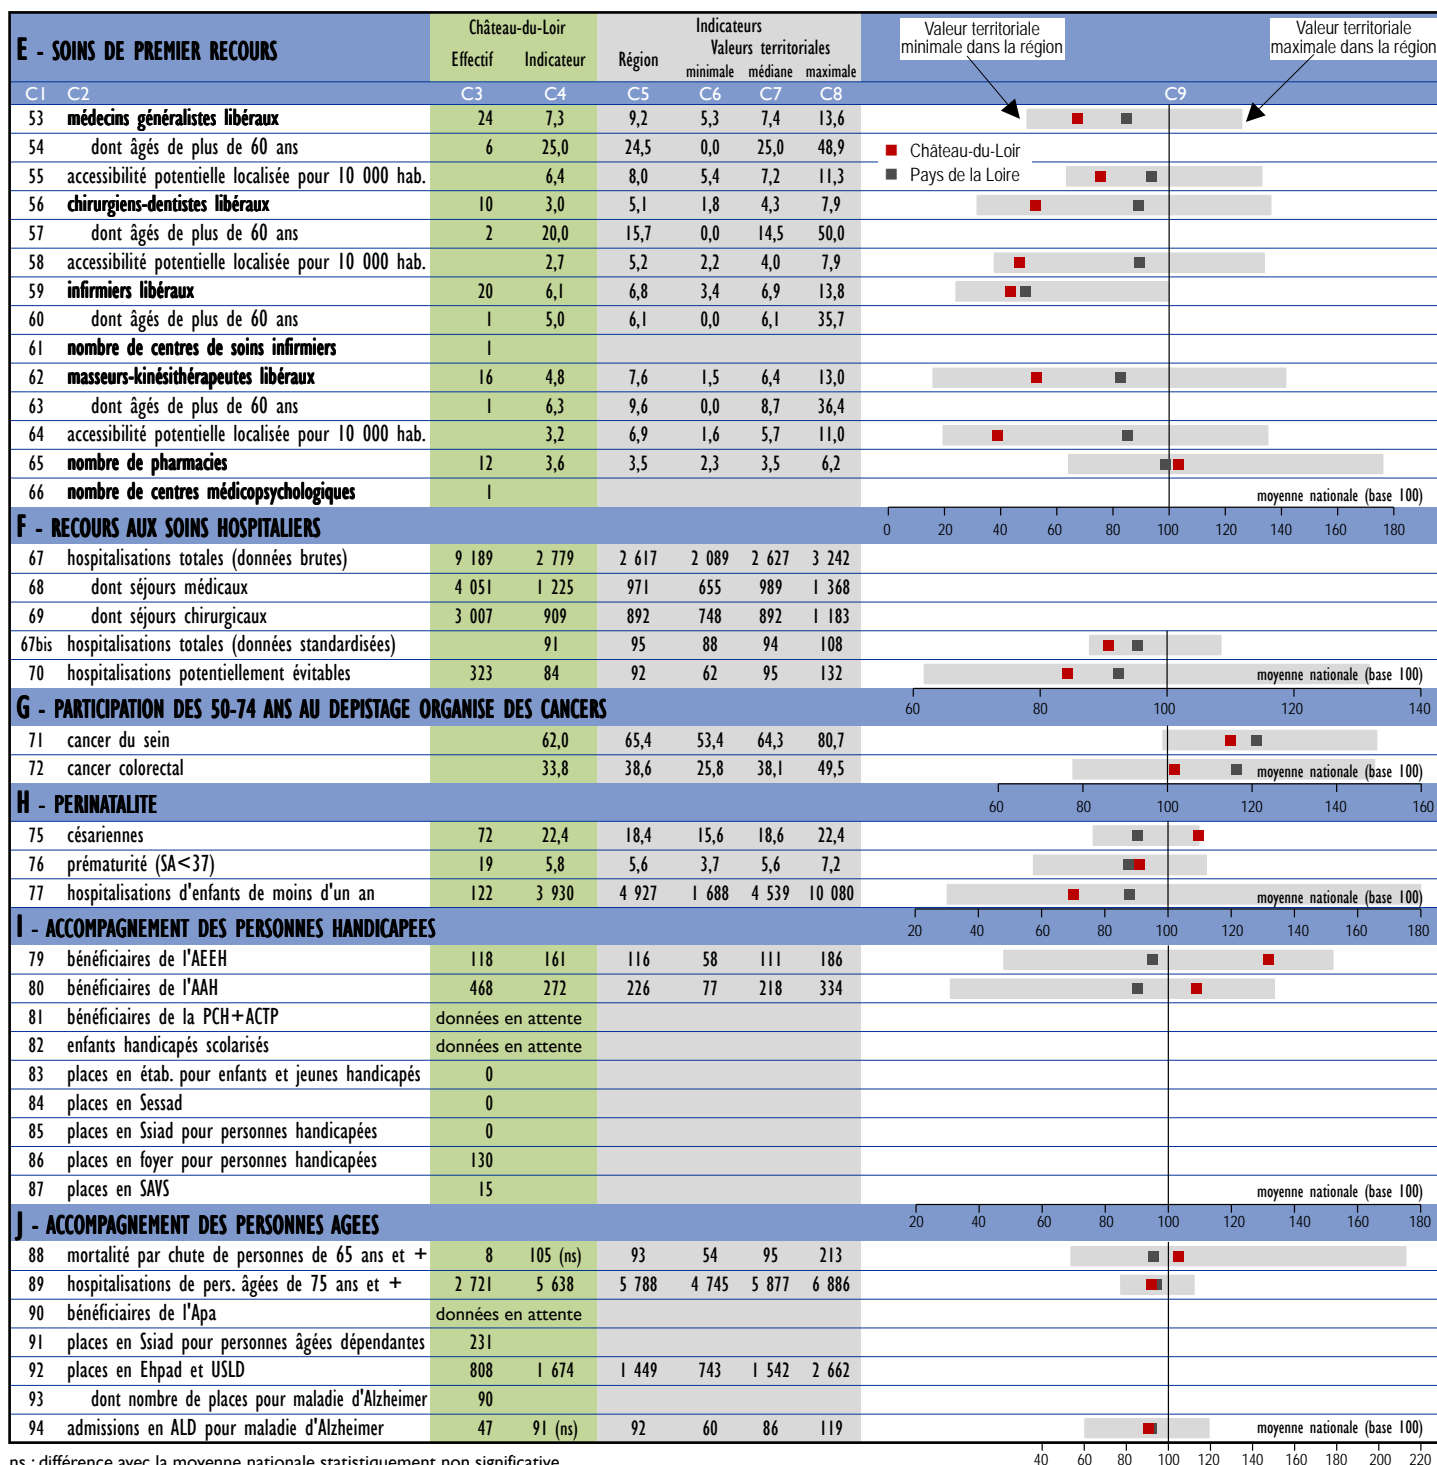 E - SOINS DE PREMIER RECOURS
Château-du-Loir Indicateurs
Effectif Indicateur Région Valeurs territoriales
minimale médiane maximale
Valeur territoriale minimale dans la région
Valeur territoriale maximale dans la région
C1 C2 C3 C4 C5 C6 C7 C8 C9
53 médecins généralistes libéraux 24 7,3 9,2 5,3 7,4 13,6
54 dont âgés de plus de 60 ans 6 25,0 24,5 0,0 25,0 48,9
Château-du-Loir
55 accessibilité potentielle localisée pour 10 000 hab. 6,4 8,0 5,4 7,2 11,3
Pays de la Loire
56 chirurgiens-dentistes libéraux 10 3,0 5,1 1,8 4,3 7,9
57 dont âgés de plus de 60 ans 2 20,0 15,7 0,0 14,5 50,0
58 accessibilité potentielle localisée pour 10 000 hab. 2,7 5,2 2,2 4,0 7,9
59 infirmiers libéraux 20 6,1 6,8 3,4 6,9 13,8
60 dont âgés de plus de 60 ans 1 5,0 6,1 0,0 6,1 35,7
61 nombre de centres de soins infirmiers 1
62 masseurs-kinésithérapeutes libéraux 16 4,8 7,6 1,5 6,4 13,0
63 dont âgés de plus de 60 ans 1 6,3 9,6 0,0 8,7 36,4
64 accessibilité potentielle localisée pour 10 000 hab. 3,2 6,9 1,6 5,7 11,0
65 nombre de pharmacies 12 3,6 3,5 2,3 3,5 6,2
66 nombre de centres médicopsychologiques 1 moyenne nationale (base 100)
F - RECOURS AUX SOINS HOSPITALIERS 0 20 40 60 80 100 120 140 160 180
67 hospitalisations totales (données brutes) 9 189 2 779 2 617 2 089 2 627 3 242
68 dont séjours médicaux 4 051 1 225 971 655 989 1 368
69 dont séjours chirurgicaux 3 007 909 892 748 892 1 183
67bis hospitalisations totales (données standardisées) 91 95 88 94 108
70 hospitalisations potentiellement évitables 323 84 92 62 95 132 moyenne nationale (base 100)
G - PARTICIPATION DES 50-74 ANS AU DEPISTAGE ORGANISE DES CANCERS 60 80 100 120 140
71 cancer du sein 62,0 65,4 53,4 64,3 80,7
72 cancer colorectal 33,8 38,6 25,8 38,1 49,5 moyenne nationale (base 100)
H - PERINATALITE 60 80 100 120 140 160
75 césariennes 72 22,4 18,4 15,6 18,6 22,4
76 prématurité (SA<37) 19 5,8 5,6 3,7 5,6 7,2
77 hospitalisations d'enfants de moins d'un an 122 3 930 4 927 1 688 4 539 10 080 moyenne nationale (base 100)
I - ACCOMPAGNEMENT DES PERSONNES HANDICAPEES 20 40 60 80 100 120 140 160 180
79 bénéficiaires de l'AEEH 118 161 116 58 111 186
80 bénéficiaires de l'AAH 468 272 226 77 218 334
81 bénéficiaires de la PCH+ACTP données en attente
82 enfants handicapés scolarisés données en attente
83 places en étab. pour enfants et jeunes handicapés 0
84 places en Sessad 0
85 places en Ssiad pour personnes handicapées 0
86 places en foyer pour personnes handicapées 130
87 places en SAVS 15 moyenne nationale (base 100)
J - ACCOMPAGNEMENT DES PERSONNES AGEES 20 40 60 80 100 120 140 160 180
88 mortalité par chute de personnes de 65 ans et + 8 105 (ns) 93 54 95 213
89 hospitalisations de pers. âgées de 75 ans et + 2 721 5 638 5 788 4 745 5 877 6 886
90 bénéficiaires de l'Apa données en attente
91 places en Ssiad pour personnes âgées dépendantes 231
92 places en Ehpad et USLD 808 1 674 1 449 743 1 542 2 662
93 dont nombre de places pour maladie d'Alzheimer 90
94 admissions en ALD pour maladie d'Alzheimer 47 91 (ns) 92 60 86 119 moyenne nationale (base 100)
40 60 80 100 120 140 160 180 200 220
ns : différence avec la moyenne nationale statistiquement non significative